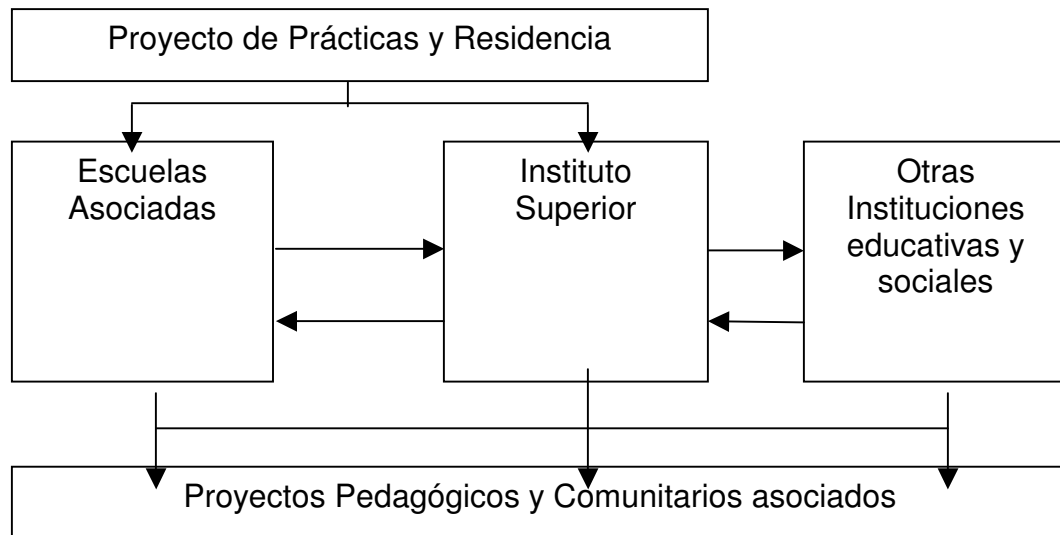 Proyecto de Prácticas y Residencia
Escuelas
Asociadas
Instituto
Superior
Otras
Instituciones
educativas y
sociales
Proyectos Pedagógicos y Comunitarios asociados